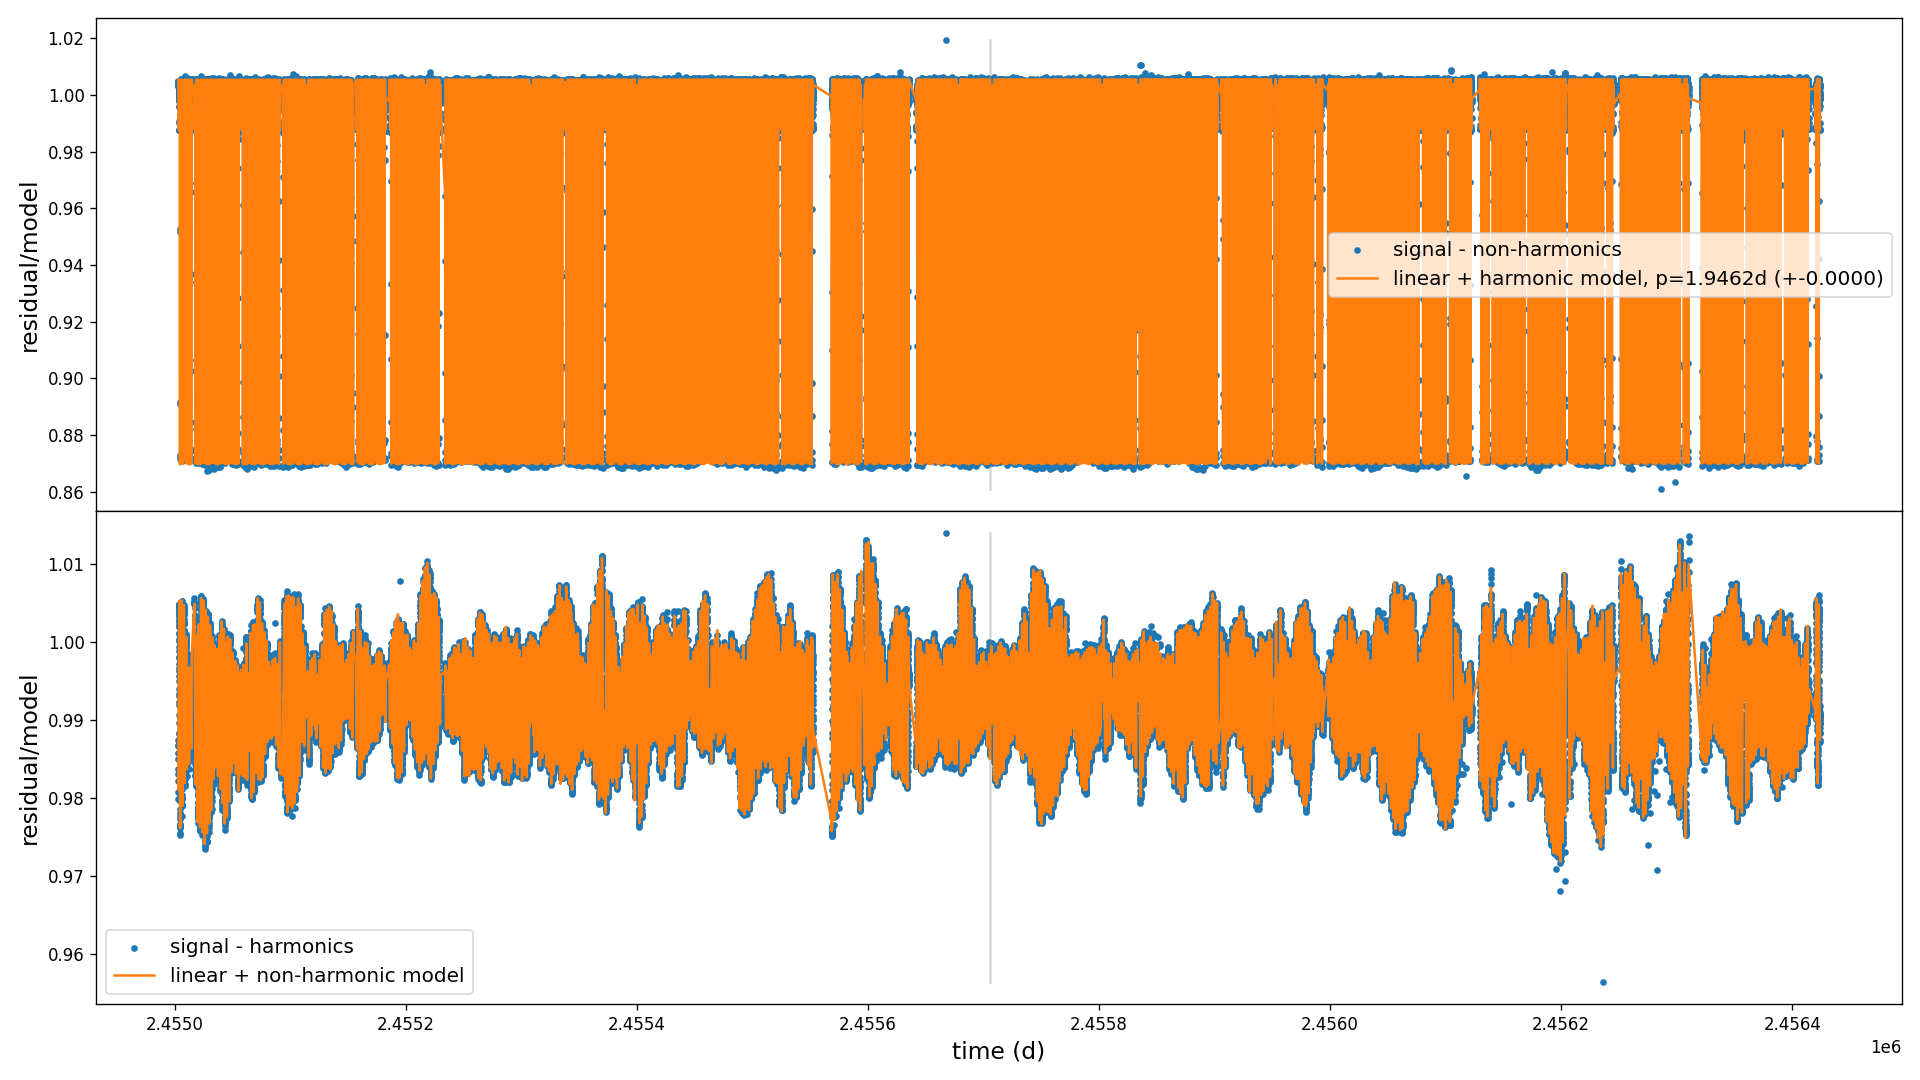 1.02
1.00
0.98
0.96
0.94
0.92
0.90
0.88
0.86
residual/model
signal - non-harmonics
linear + harmonic model, p=1.9462d (+-0.0000)
1.01
1.00
0.99
0.98
0.97
0.96
residual/model
signal - harmonics
linear + non-harmonic model
2.4550 2.4552 2.4554 2.4556 2.4558 2.4560 2.4562 2.4564
1e6
time (d)